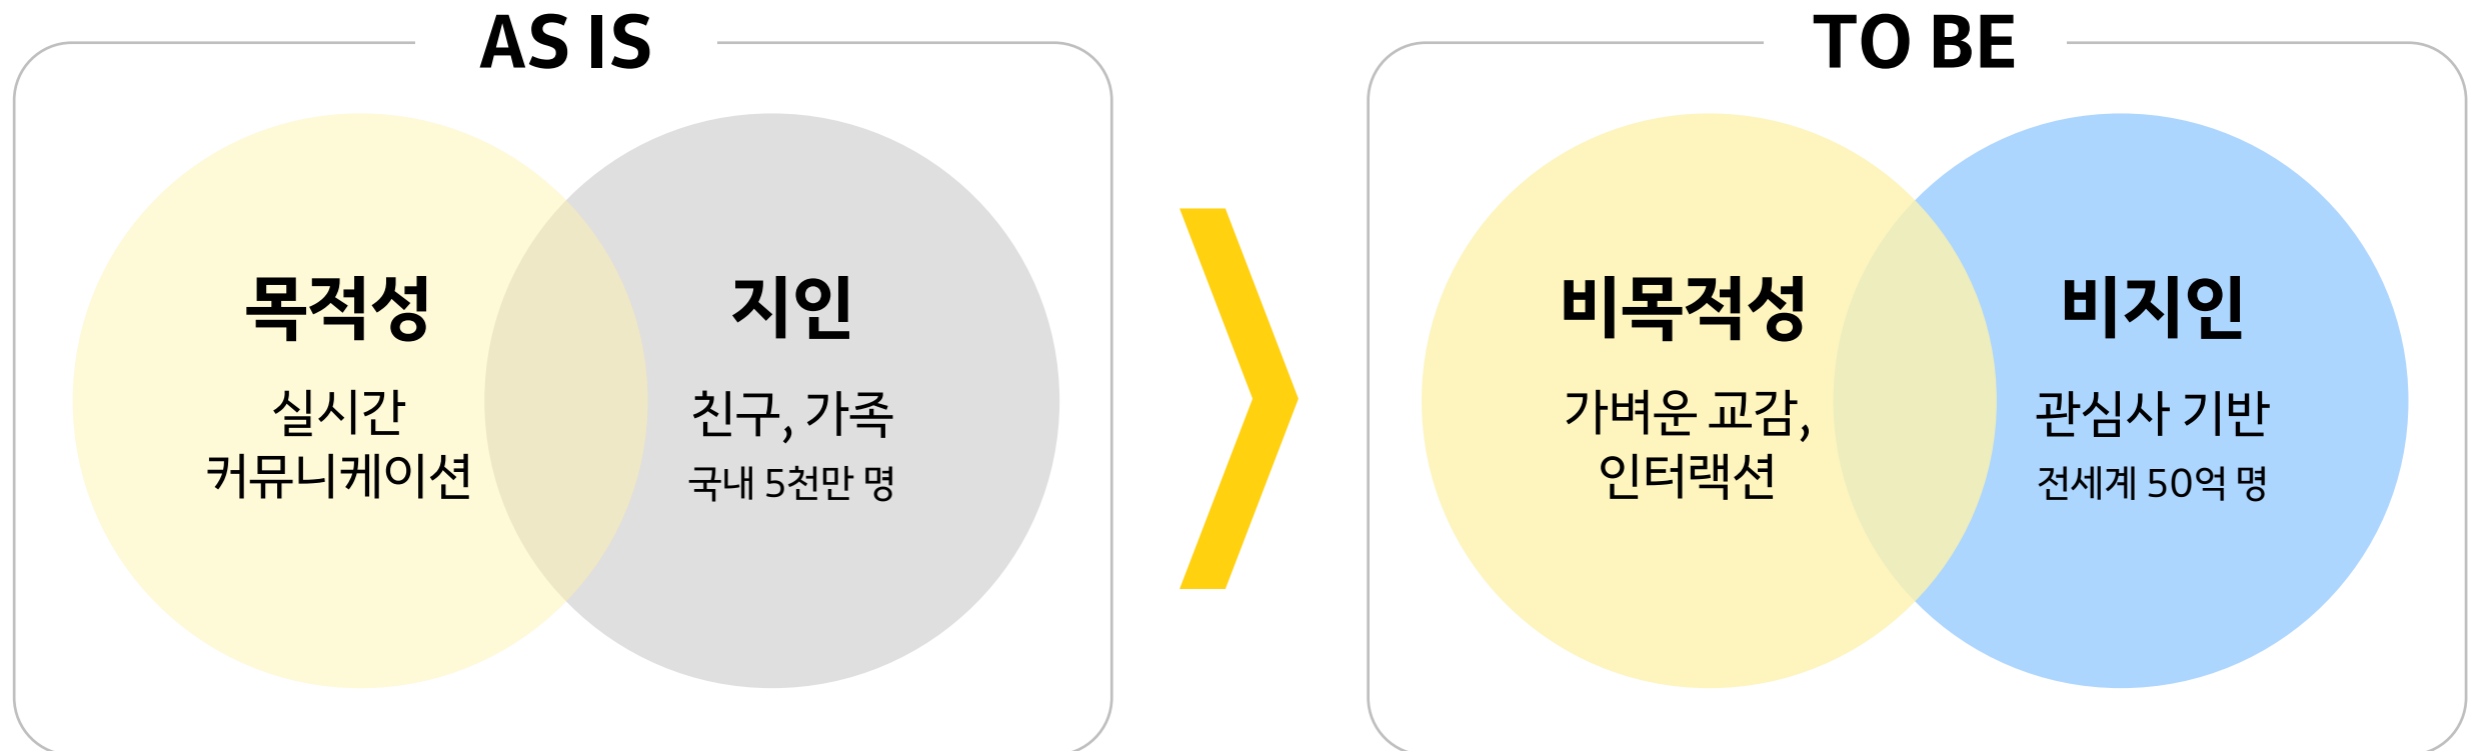 AS IS
목적성
실시간
커뮤니케이션
지인
친구, 가족
국내 5천만 명
TO BE
비목적성
가벼운 교감,
인터랙션
비지인
관심사 기반
전세계 50억 명